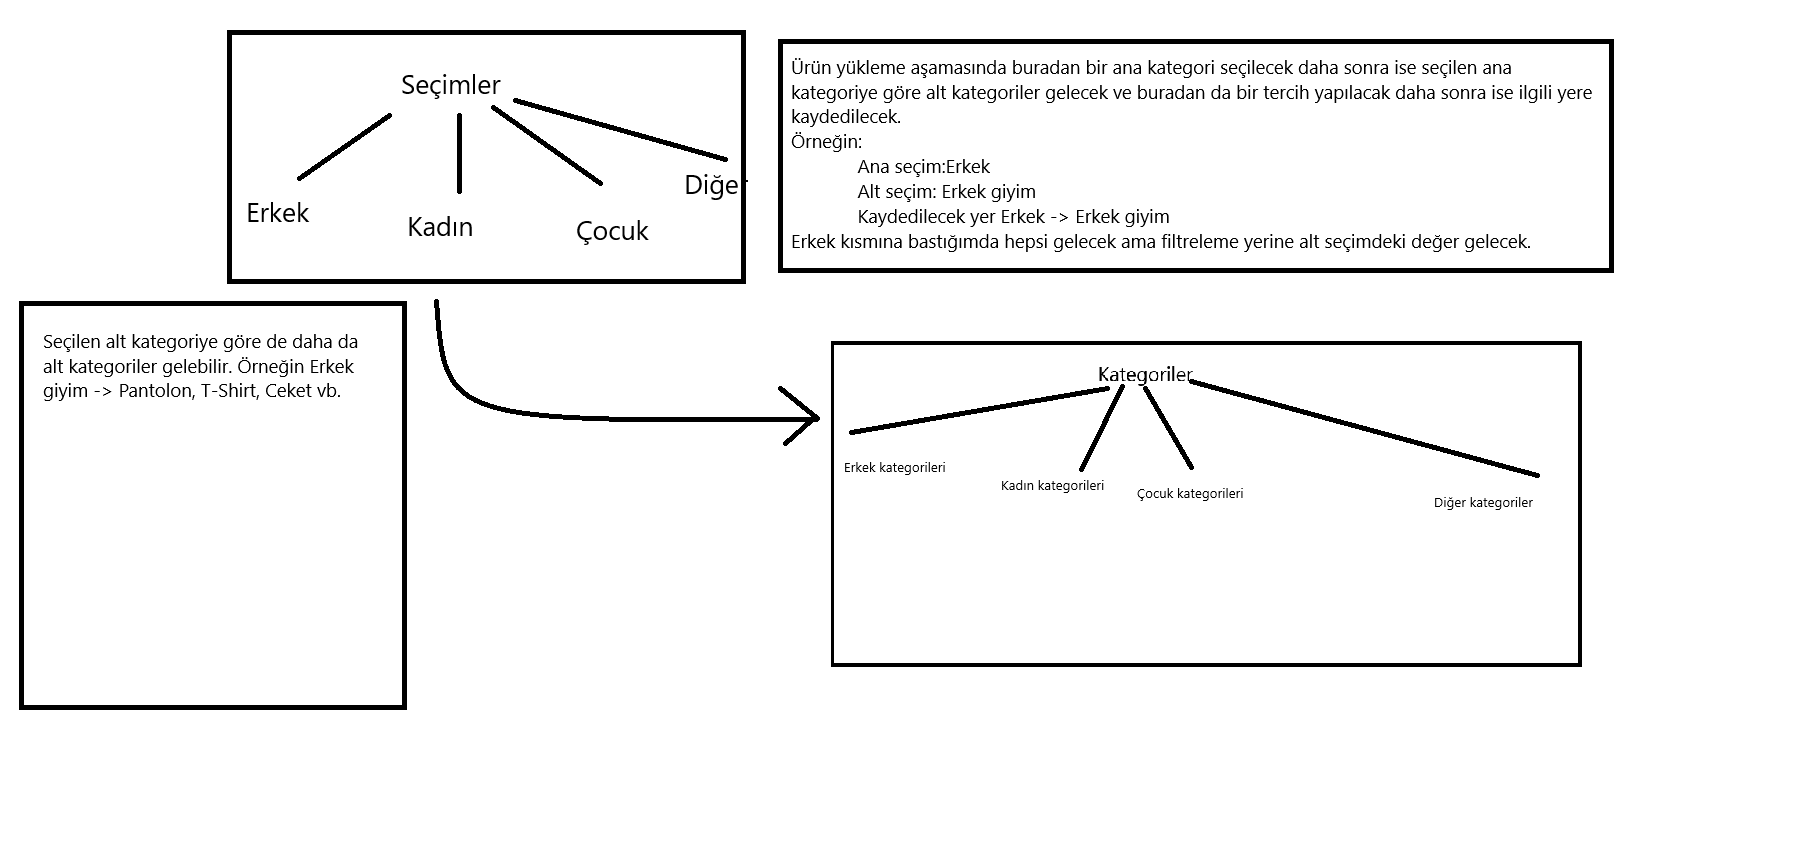 Seçimler
Erkek
Kadın
Çocuk
Diğer
Ürün yükleme aşamasında buradan bir ana kategori seçilecek daha sonra ise seçilen ana
kategoriye göre alt kategoriler gelecek ve buradan da bir tercih yapılacak daha sonra ise ilgili yere
kaydedilecek.
Örneğin:
Ana seçim:Erkek
Alt seçim: Erkek giyim
Kaydedilecek yer Erkek -> Erkek giyim
Erkek kısmına bastığımda hepsi gelecek ama filtreleme yerine alt seçimdeki değer gelecek.
Seçilen alt kategoriye göre de daha da
alt kategoriler gelebilir. Örneğin Erkek
giyim -> Pantolon, T-Shirt, Ceket vb.
Kategoriler
Erkek kategorileri
Kadın kategorileri
Çocuk kategorileri
Diğer kategoriler